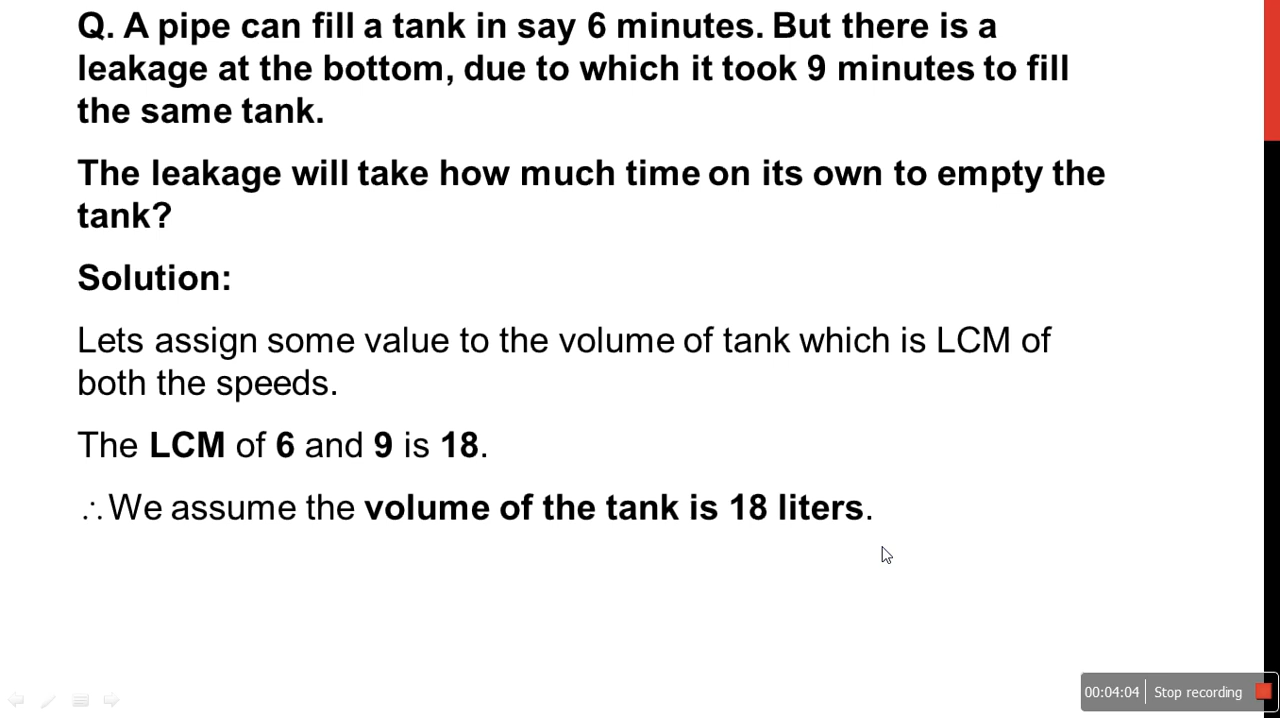 Q. A pipe can fill a tank in say 6 minutes. But there is a
leakage at the bottom, due to which it took 9 minutes to fill
the same tank.
The leakage will take how much time on its own to empty the
tank?
Solution:
Lets assign some value to the volume of tank which is LCM of
both the speeds.
The LCM of 6 and 9 is 18.
∴ We assume the volume of the tank is 18 liters.
00:04:04 Stop recording